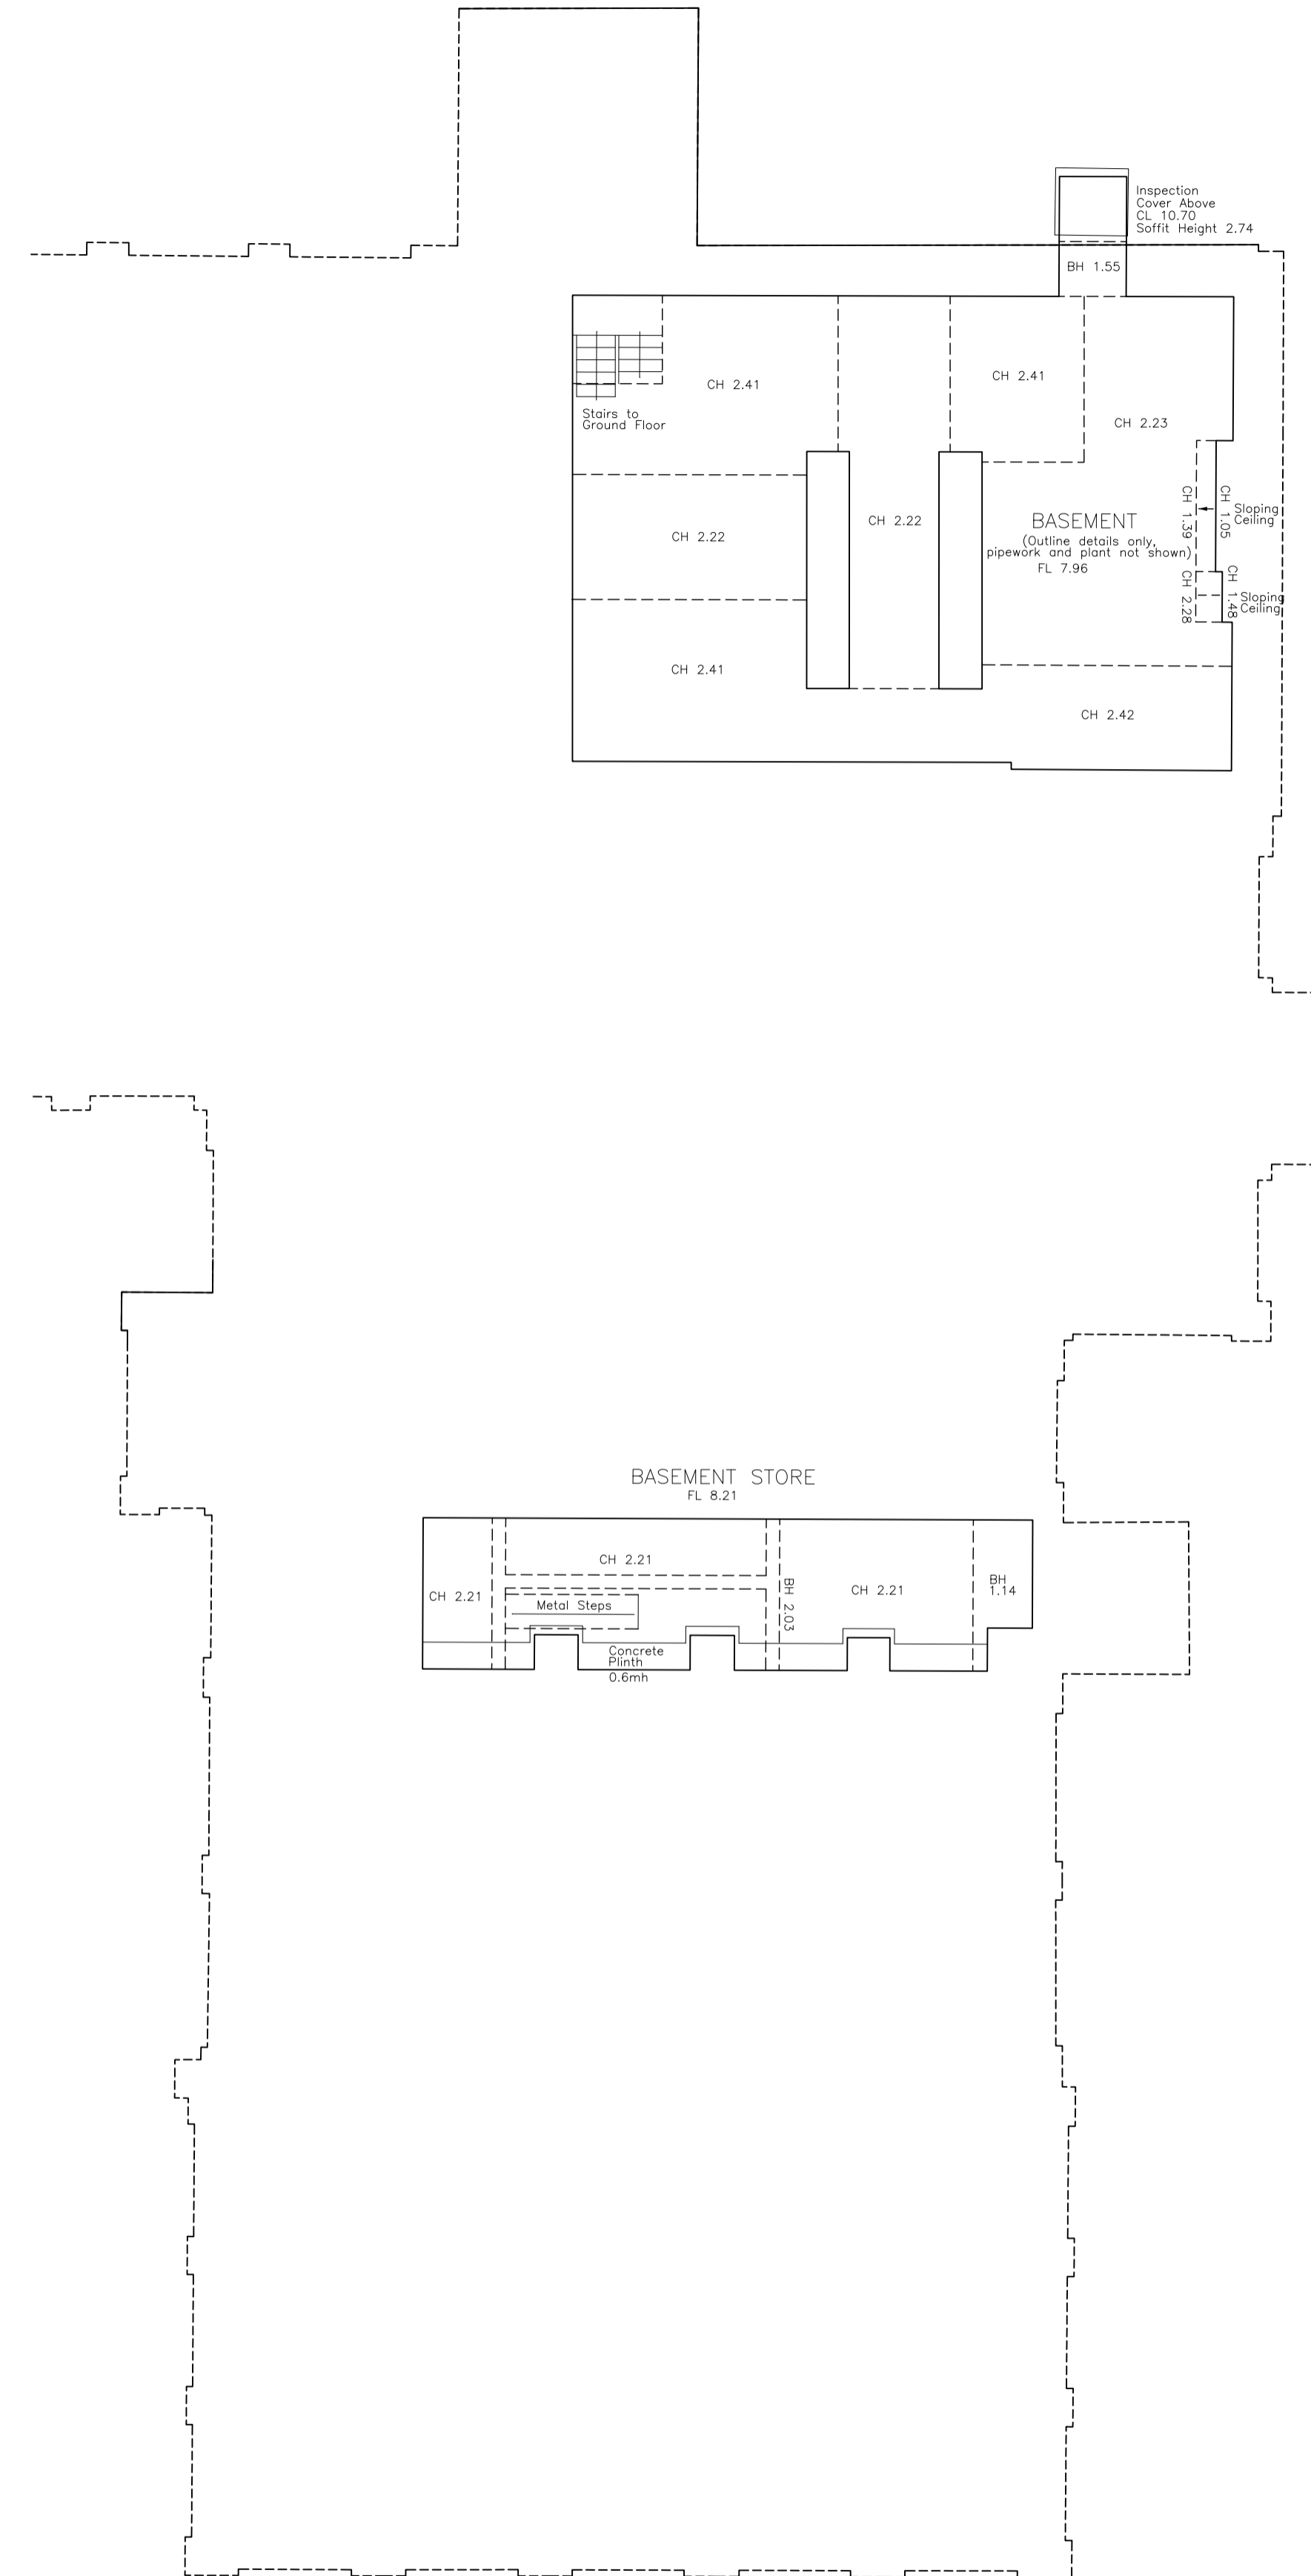 Inspection
Cover Above
CL 10.70
Soffit Height 2.74
BH 1.55
CH 2.41
CH 2.41
Stairs to
Ground Floor
CH 2.23
CH 1.39
CH 1.05
Sloping
Ceiling
CH 2.22
CH 2.22
BASEMENT
(Outline details only,
pipework and plant not shown)
FL 7.96
CH 2.28
CH 1.48
Sloping
Ceiling
CH 2.41
CH 2.42
BASEMENT STORE
FL 8.21
CH 2.21
CH 2.21
BH 2.03
CH 2.21
BH
1.14
Metal Steps
Concrete
Plinth
0.6mh